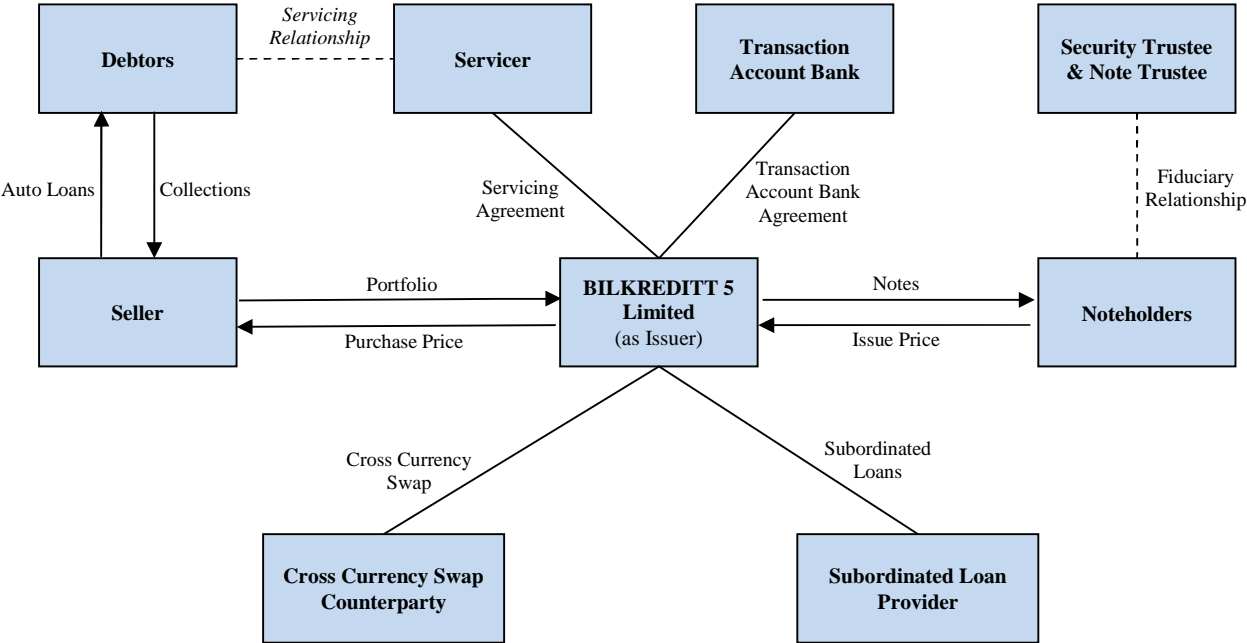 Servicing
Relationship
Debtors
Servicer
Transaction
Account Bank
Security Trustee
& Note Trustee
Auto Loans
Collections
Servicing
Agreement
Transaction
Account Bank
Agreement
Fiduciary
Relationship
Seller
Portfolio
Purchase Price
BILKREDITT 5
Limited
(as Issuer)
Notes
Issue Price
Noteholders
Cross Currency
Swap
Subordinated
Loans
Cross Currency Swap
Counterparty
Subordinated Loan
Provider